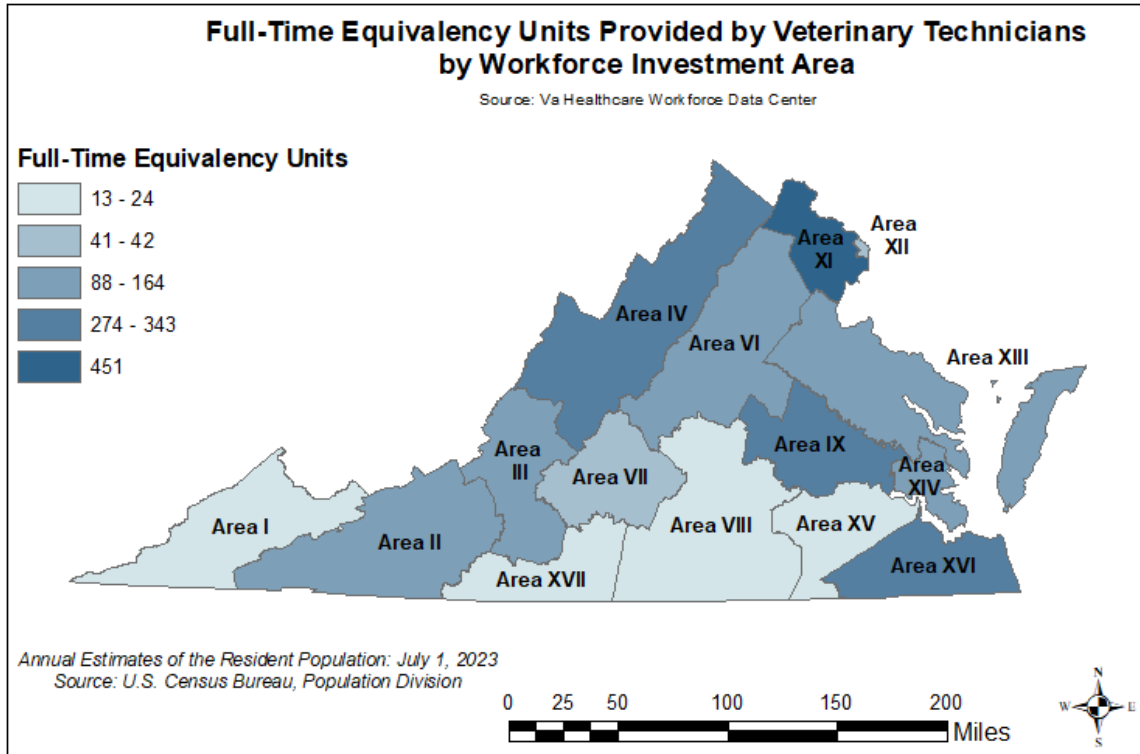 Full-Time Equivalency Units Provided by Veterinary Technicians
by Workforce Investment Area
Source: Va Healthcare Workforce Data Center
Full-Time Equivalency Units
13 - 24
41 - 42
88 - 164
274 - 343
451
Area
XII
Area
XI
Area IV
Area VI
Area XIII
Area
III
Area IX
Area VII
Area
XIV
Area I
Area II
Area VIII
Area XV
Area XVII
Area XVI
Annual Estimates of the Resident Population: July 1, 2023
Source: U.S. Census Bureau, Population Division
0 25 50 100 150 200
Miles
N
W E
S